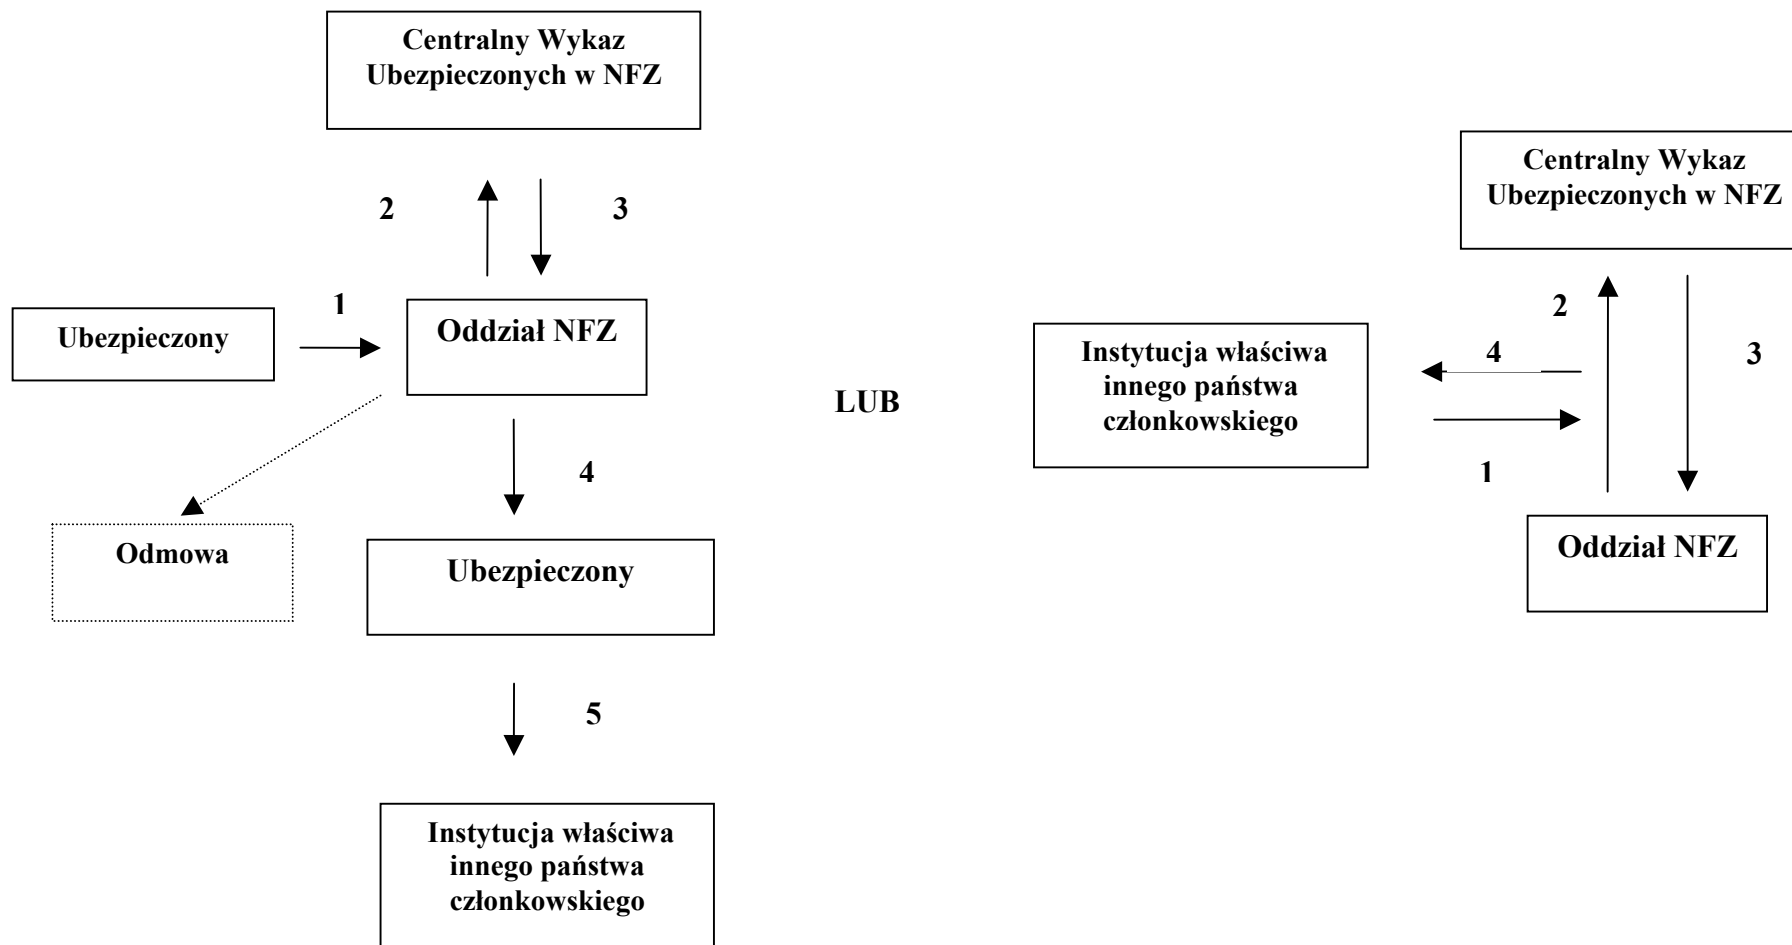 Centralny Wykaz
Ubezpieczonych w NFZ
2
3
1
Ubezpieczony
Oddział NFZ
4
Odmowa
Ubezpieczony
5
Instytucja właściwa
innego państwa
członkowskiego
LUB
Centralny Wykaz
Ubezpieczonych w NFZ
2
Instytucja właściwa
innego państwa
członkowskiego
4
3
1
Oddział NFZ